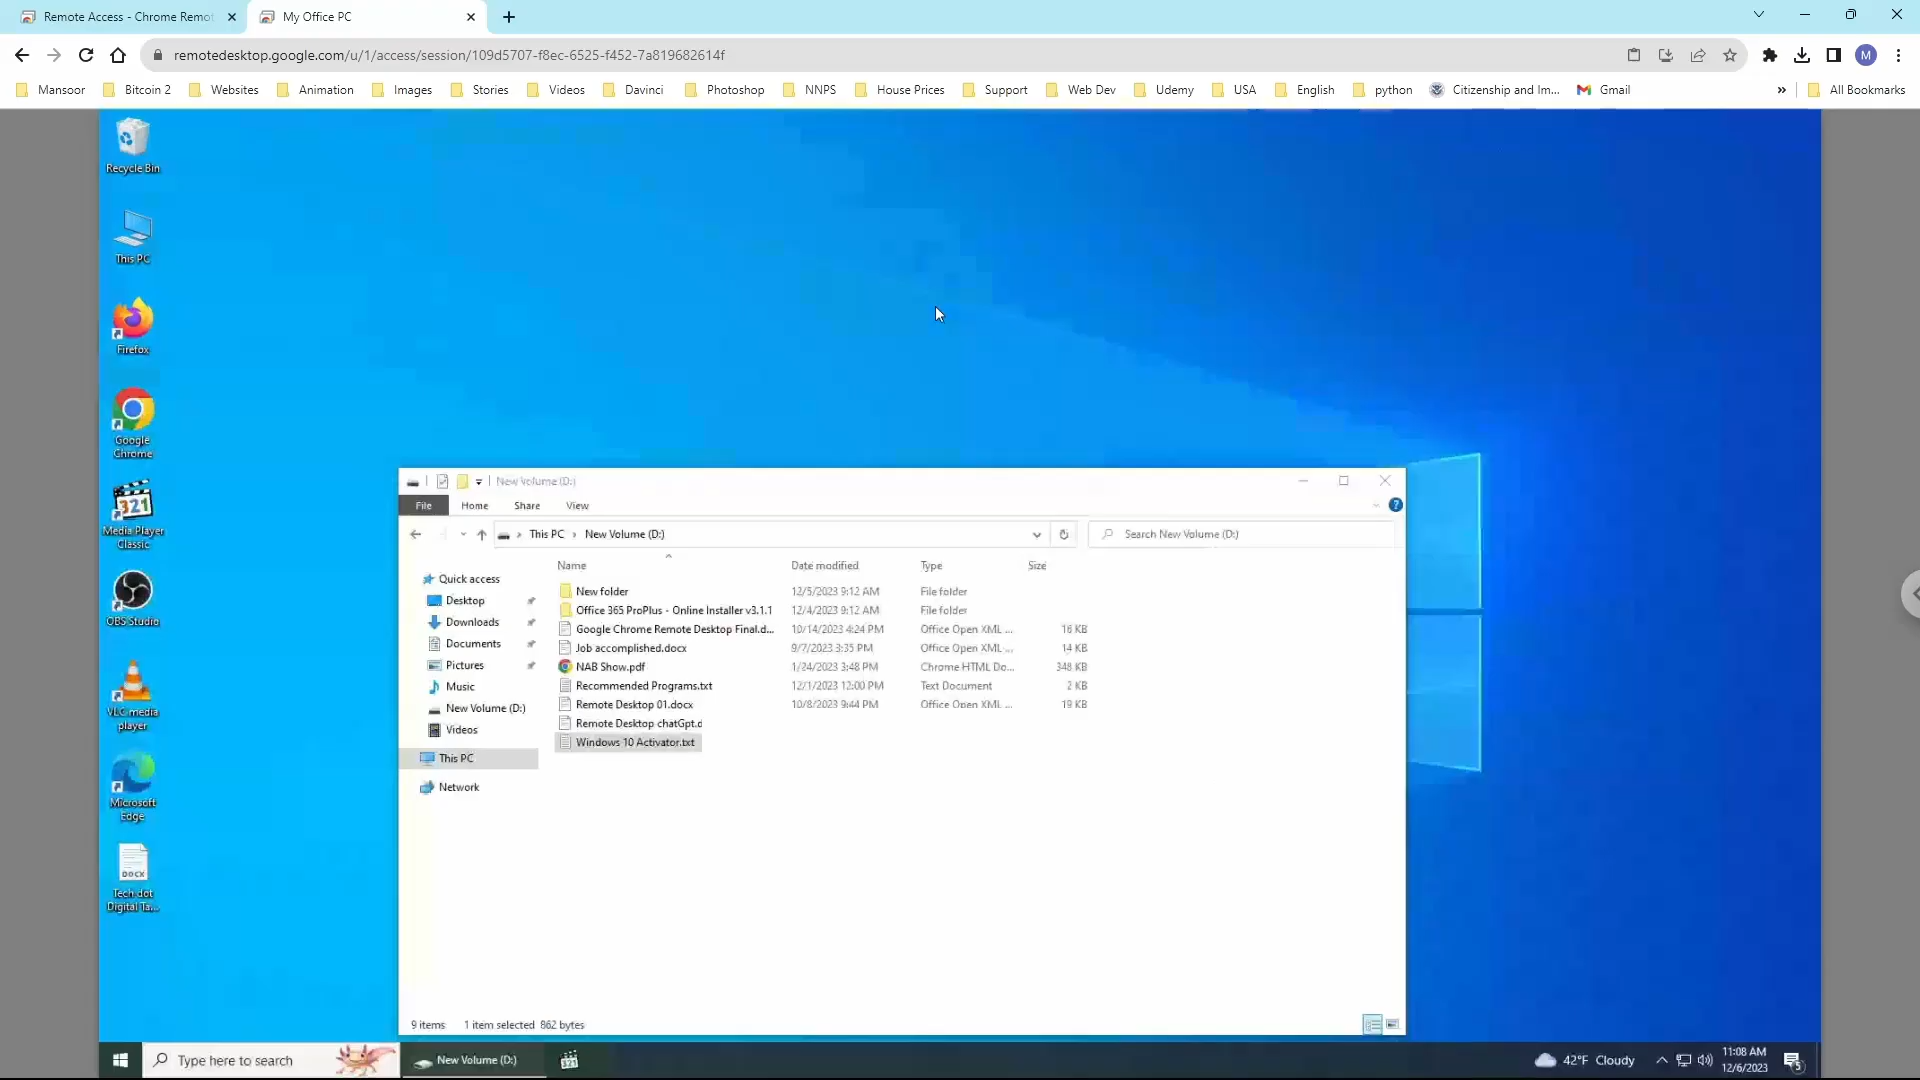 Remote Access - Chrome Remot
My Office PC
remotedesktop.google.com/u/1/access/session/109d5707-f8ec-6525-f452-7a819682614f
M
Mansoor Bitcoin 2 Websites Animation Images Stories Videos Davinci Photoshop NNPS House Prices Support Web Dev Udemy USA English python Citizenship and Im... Gmail » All Bookmarks
Recycle Bin
This PC
Firefox
Google
Chrome
321
Media Player
Classic
OBS Studio
VLC media
player
Microsoft
Edge
DOCX
Tech dot
Digital Ta...
New Volume (D:)
File Home Share View
This PC › New Volume (D:)
Search New Volume (D:)
Name Date modified Type Size
Quick access
Desktop
Downloads
Documents
Pictures
Music
New Volume (D:)
Videos
This PC
Network
New folder 12/5/2023 9:12 AM File folder
Office 365 ProPlus - Online Installer v3.1.1 12/4/2023 9:12 AM File folder
Google Chrome Remote Desktop Final.d... 10/14/2023 4:24 PM Office Open XML ... 16 KB
Job accomplished.docx 9/7/2023 3:35 PM Office Open XML ... 14 KB
NAB Show.pdf 1/24/2023 3:48 PM Chrome HTML Do... 348 KB
Recommended Programs.txt 12/1/2023 12:00 PM Text Document 2 KB
Remote Desktop 01.docx 10/8/2023 9:44 PM Office Open XML ... 19 KB
Remote Desktop chatGpt.d
Windows 10 Activator.txt
9 items 1 item selected 862 bytes
Type here to search
New Volume (D:)
321
42°F Cloudy
11:08 AM
12/6/2023
5